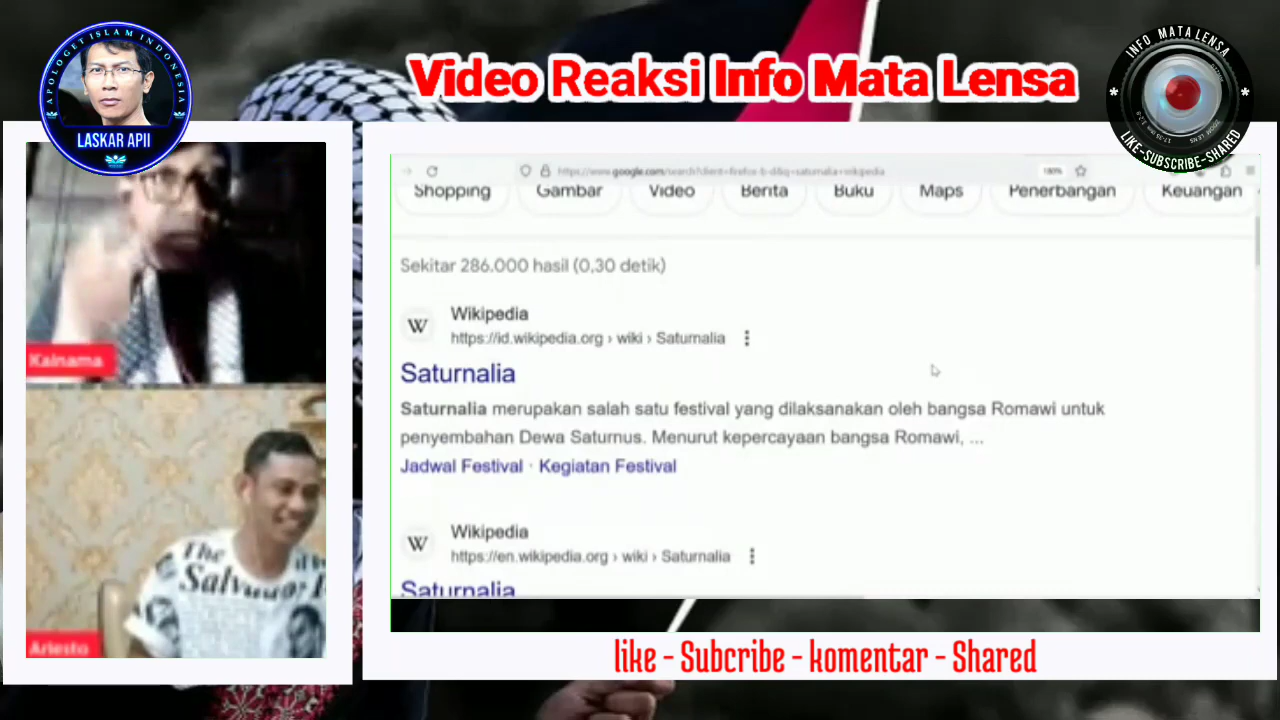 APOLOGET ISLAM INDONESIA
LASKAR APII
Video Reaksi Info Mata Lensa
INFO MATA LENSA
LIKE-SUBSCRIBE-SHARED
Kainama
Ariesto
The
Salvador
Shopping
Gambar
Video
Berita
Buku
Maps
Penerbangan
Keuangan
Sekitar 286.000 hasil (0,30 detik)
W
Wikipedia
https://id.wikipedia.org › wiki › Saturnalia
Saturnalia
Saturnalia merupakan salah satu festival yang dilaksanakan oleh bangsa Romawi untuk
penyembahan Dewa Saturnus. Menurut kepercayaan bangsa Romawi, ...
Jadwal Festival · Kegiatan Festival
W
Wikipedia
https://en.wikipedia.org › wiki › Saturnalia
Saturnalia
like - Subcribe - komentar - Shared